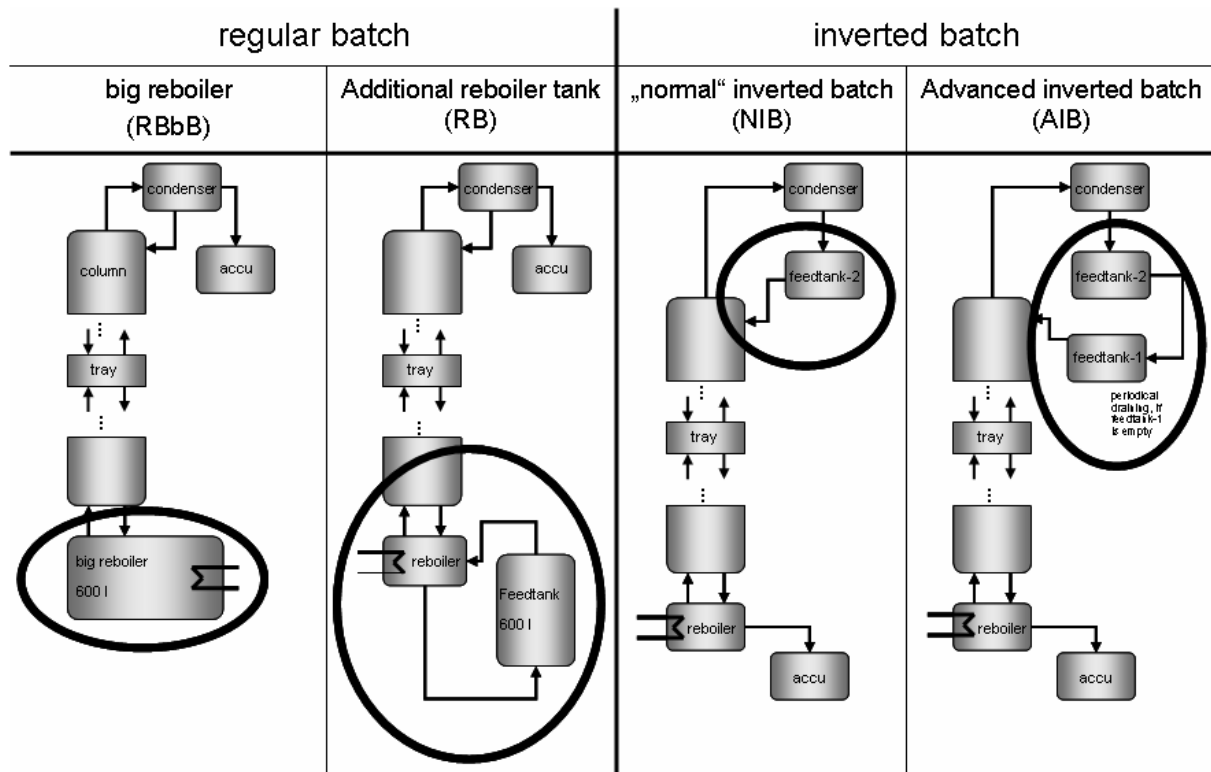 regular batch
inverted batch
big reboiler
(RBbB)
Additional reboiler tank
(RB)
„normal“ inverted batch
(NIB)
Advanced inverted batch
(AIB)
condenser
column
accu
tray
big reboiler
600 l
condenser
accu
tray
reboiler
Feedtank
600 l
condenser
feedtank-2
tray
reboiler
accu
condenser
feedtank-2
feedtank-1
periodical
draining, if
feedtank-1
is empty
tray
reboiler
accu